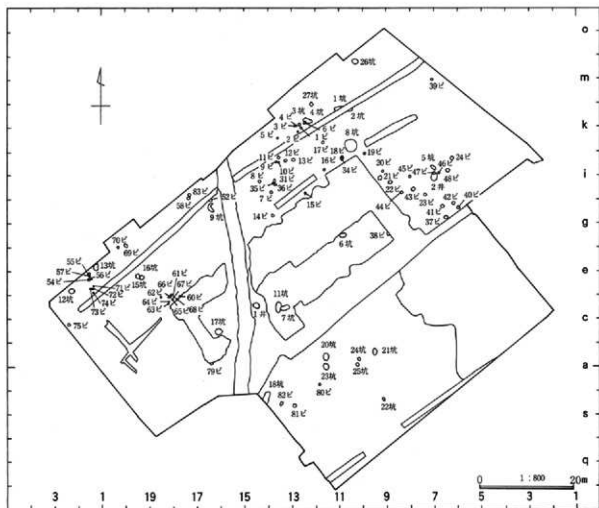 o
26坑
m
39ピ
27坑
3坑
4坑
1坑
4ピ
3ピ
6ピ
2坑
k
5ピ
2ピ
1ピ
17ピ
8坑
12ピ
11ピ
13ピ
18ピ
19ピ
5坑
46ピ
24ピ
9ピ
10ピ
16ピ
34ピ
20ピ
45ピ
47ピ
48ピ
i
8ピ
31ピ
21ピ
2井
35ピ
36ピ
22ピ
83ピ
52ピ
7ピ
15ピ
44ピ
43ピ
23ピ
42ピ
40ピ
58ピ
41ピ
9坑
14ピ
37ピ
g
70ピ
6坑
38ピ
69ピ
55ピ
13坑
57ピ
56ピ
16坑
61ピ
54ピ
15坑
66ピ
67ピ
e
12坑
71ピ
62ピ
60ピ
72ピ
64ピ
11坑
74ピ
63ピ
65ピ
68ピ
1井
7坑
73ピ
c
75ピ
17坑
20坑
24坑
21坑
79ピ
a
23坑
25坑
18坑
80ピ
82ピ
81ピ
22坑
s
q
1:800
0
20m
3
1
19
17
15
13
11
9
7
5
3
1